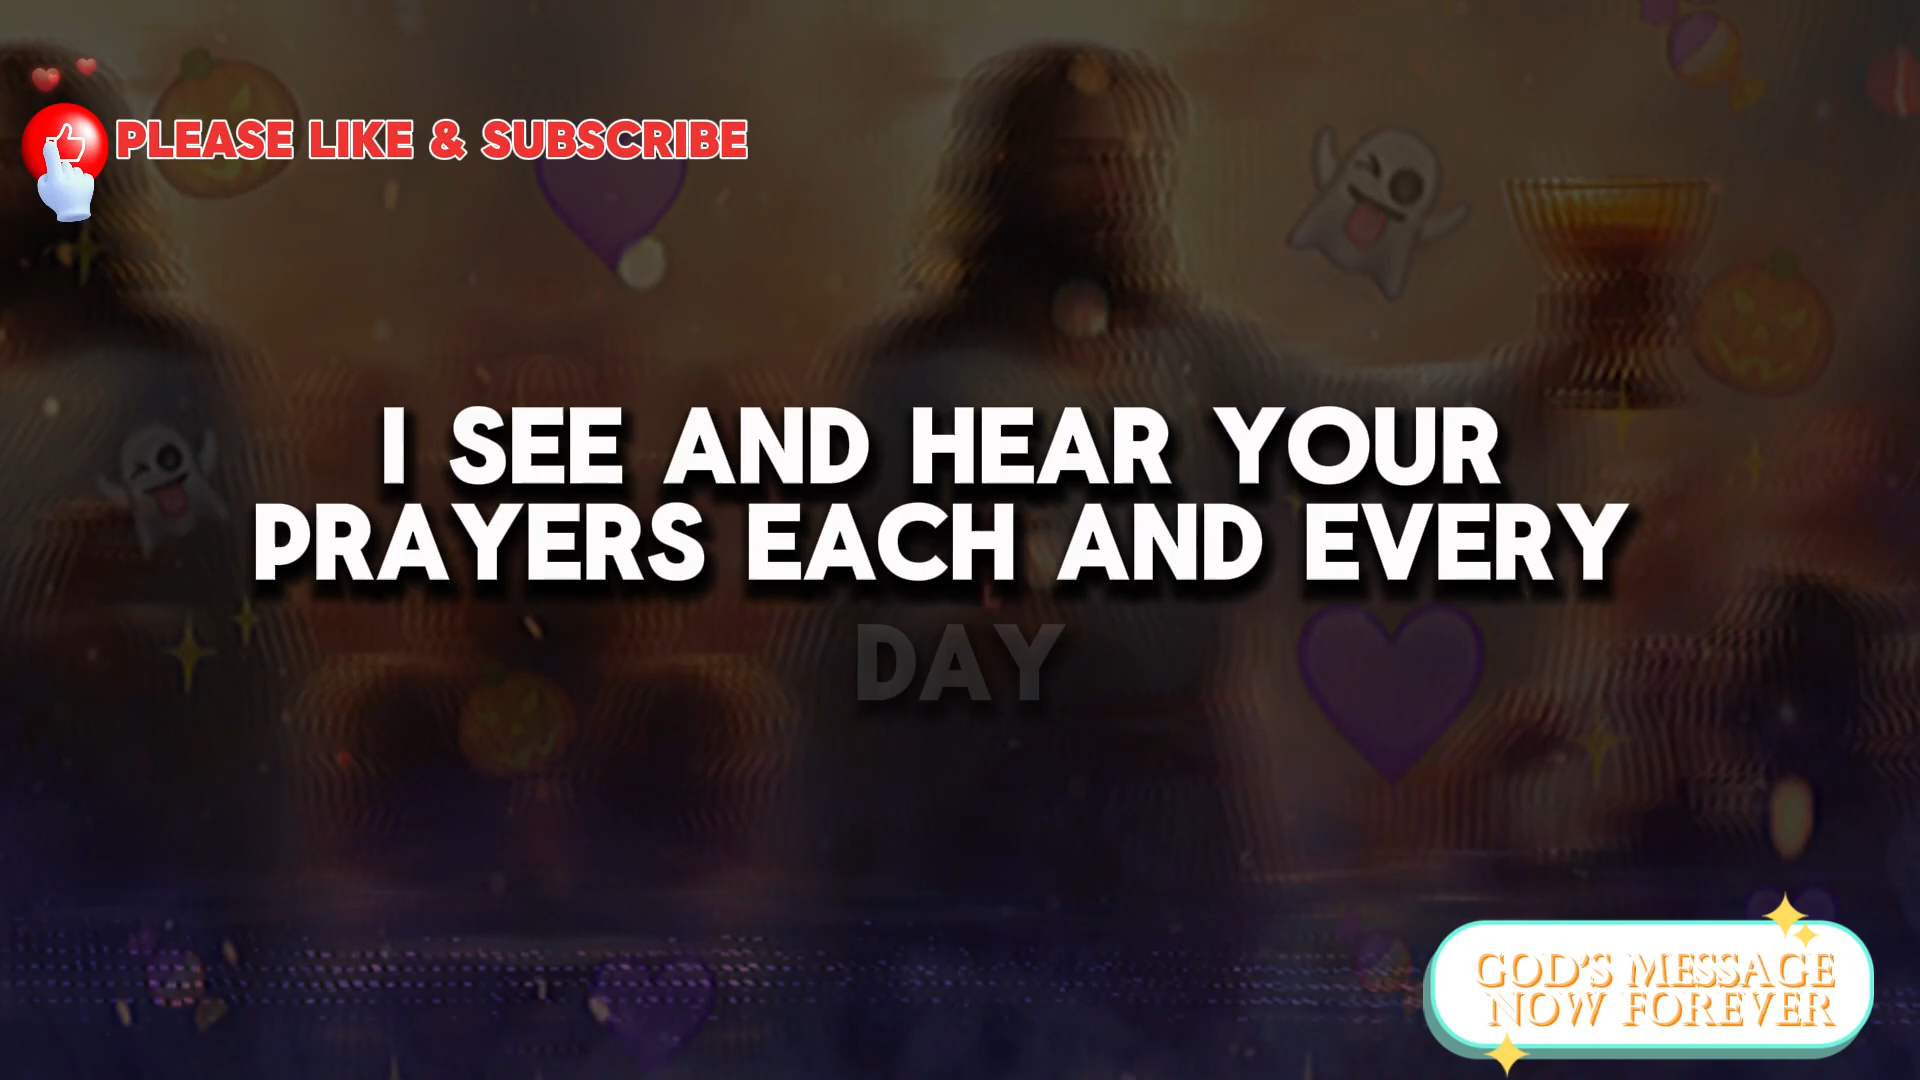 PLEASE LIKE & SUBSCRIBE
I SEE AND HEAR YOUR
PRAYERS EACH AND EVERY
DAY
GOD'S MESSAGE
NOW FOREVER